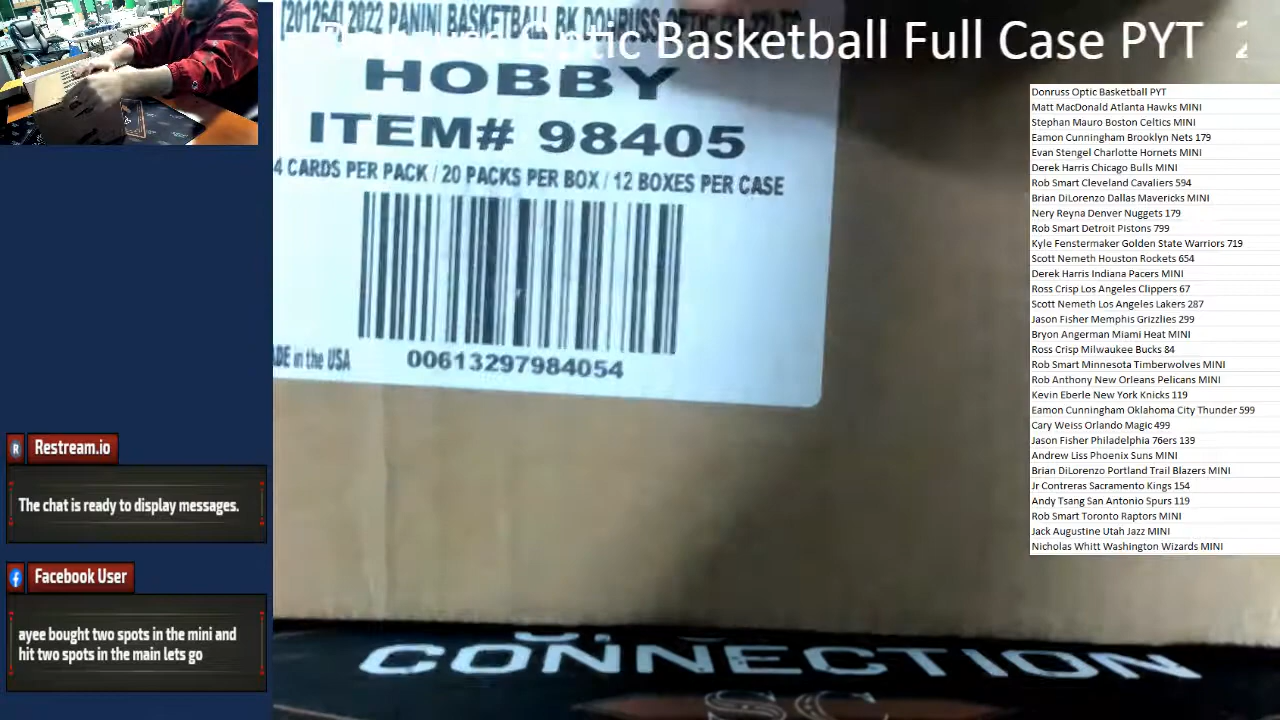 [201264] 2022 PANINI BASKETBALL BK DONRUSS OPTIC
Optic Basketball Full Case PYT
HOBBY
ITEM# 98405
4 CARDS PER PACK / 20 PACKS PER BOX / 12 BOXES PER CASE
in the USA
00613297984054
CONNECTION
SC
Donruss Optic Basketball PYT
Matt MacDonald Atlanta Hawks MINI
Stephan Mauro Boston Celtics MINI
Eamon Cunningham Brooklyn Nets 179
Evan Stengel Charlotte Hornets MINI
Derek Harris Chicago Bulls MINI
Rob Smart Cleveland Cavaliers 594
Brian DiLorenzo Dallas Mavericks MINI
Nery Reyna Denver Nuggets 179
Rob Smart Detroit Pistons 799
Kyle Fenstermaker Golden State Warriors 719
Scott Nemeth Houston Rockets 654
Derek Harris Indiana Pacers MINI
Ross Crisp Los Angeles Clippers 67
Scott Nemeth Los Angeles Lakers 287
Jason Fisher Memphis Grizzlies 299
Bryon Angerman Miami Heat MINI
Ross Crisp Milwaukee Bucks 84
Rob Smart Minnesota Timberwolves MINI
Rob Anthony New Orleans Pelicans MINI
Kevin Eberle New York Knicks 119
Eamon Cunningham Oklahoma City Thunder 599
Cary Weiss Orlando Magic 499
Jason Fisher Philadelphia 76ers 139
Andrew Liss Phoenix Suns MINI
Brian DiLorenzo Portland Trail Blazers MINI
Jr Contreras Sacramento Kings 154
Andy Tsang San Antonio Spurs 119
Rob Smart Toronto Raptors MINI
Jack Augustine Utah Jazz MINI
Nicholas Whitt Washington Wizards MINI
Restream.io
The chat is ready to display messages.
Facebook User
ayee bought two spots in the mini and
hit two spots in the main lets go